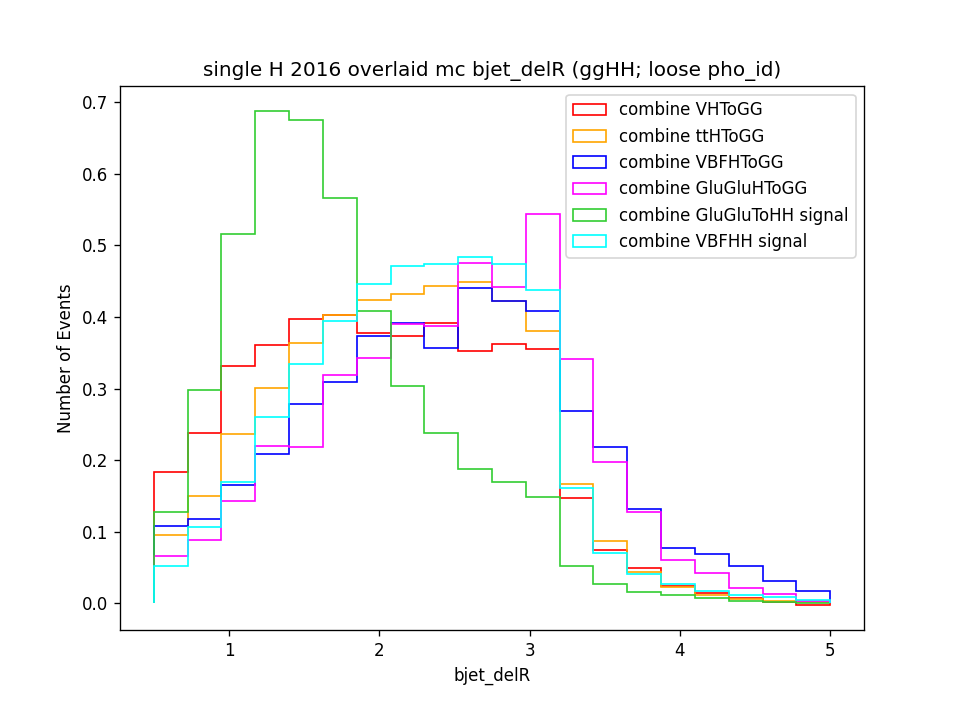 single H 2016 overlaid mc bjet_delR (ggHH; loose pho_id)
0.7
0.6
0.5
0.4
0.3
0.2
0.1
0.0
Number of Events
combine VHToGG
combine ttHToGG
combine VBFHToGG
combine GluGluHToGG
combine GluGluToHH signal
combine VBFHH signal
1
2
3
4
5
bjet_delR